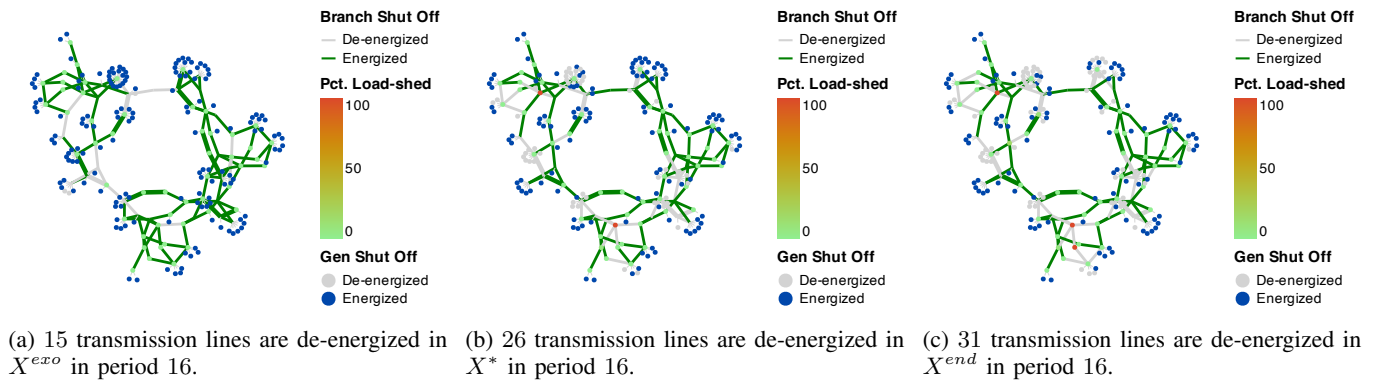 Branch Shut Off
De-energized
Energized
Pct. Load-shed
100
50
0
Gen Shut Off
De-energized
Energized
(a) 15 transmission lines are de-energized in
X^{exo} in period 16.
Branch Shut Off
De-energized
Energized
Pct. Load-shed
100
50
0
Gen Shut Off
De-energized
Energized
(b) 26 transmission lines are de-energized in
X^* in period 16.
Branch Shut Off
De-energized
Energized
Pct. Load-shed
100
50
0
Gen Shut Off
De-energized
Energized
(c) 31 transmission lines are de-energized in
X^{end} in period 16.